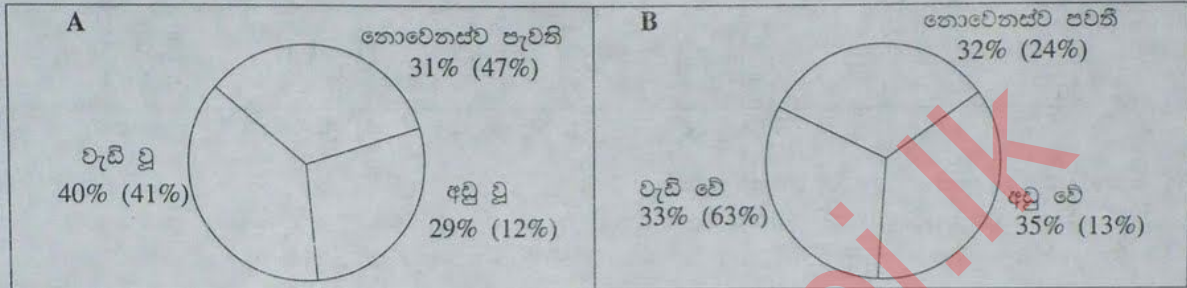 A
නොවෙනස්ව පැවති
31% (47%)
වැඩි වූ
40% (41%)
අඩු වූ
29% (12%)
B
නොවෙනස්ව පවතී
32% (24%)
වැඩි වේ
33% (63%)
අඩු වේ
35% (13%)